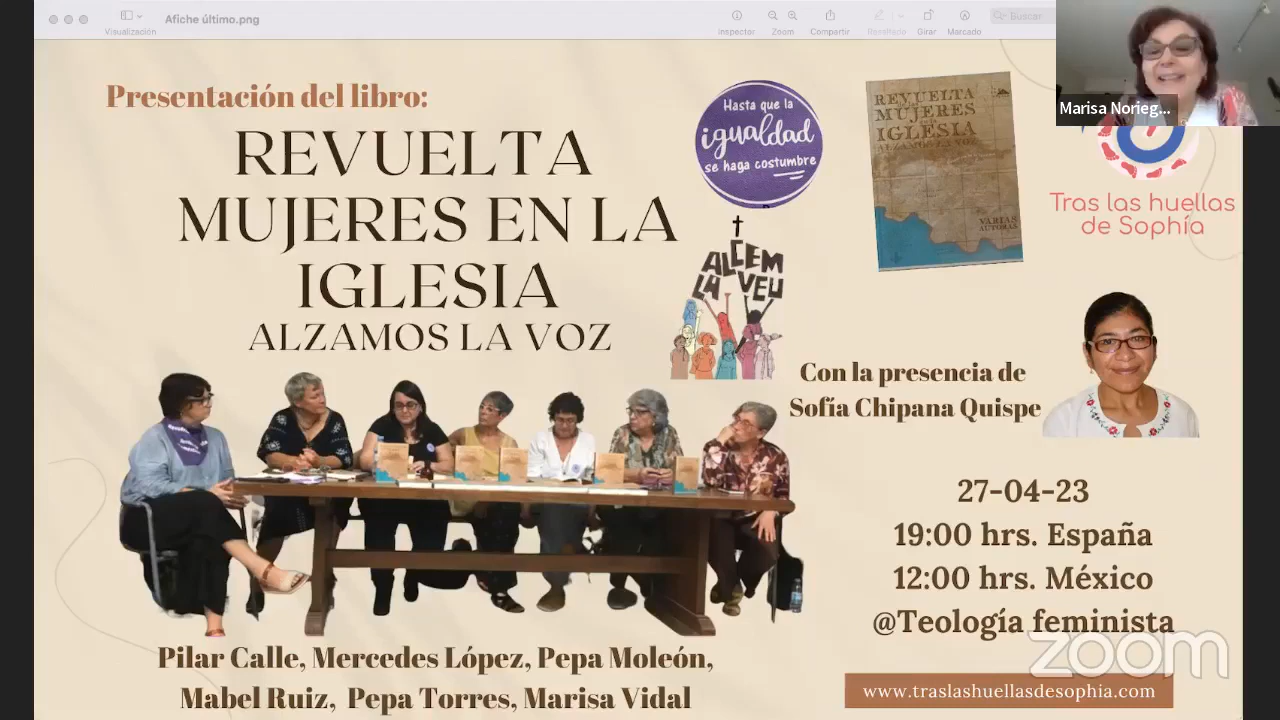 Afiche último.png
Visualización
Inspector
Zoom
Compartir
Resaltado
Girar
Marcado
Buscar
Marisa Norieg...
Presentación del libro:
REVUELTA
MUJERES EN LA
IGLESIA
ALZAMOS LA VOZ
Hasta que la
igualdad
se haga costumbre
ALCEM
LA VEU
REVUELTA
MUJERES
IGLESIA
ALZAMOS LA VOZ
VARIAS
AUTORAS
Tras las huellas
de Sophía
Con la presencia de
Sofía Chipana Quispe
27-04-23
19:00 hrs. España
12:00 hrs. México
@Teología feminista
zoom
www.traslashuellasdesophia.com
Pilar Calle, Mercedes López, Pepa Moleón,
Mabel Ruiz, Pepa Torres, Marisa Vidal